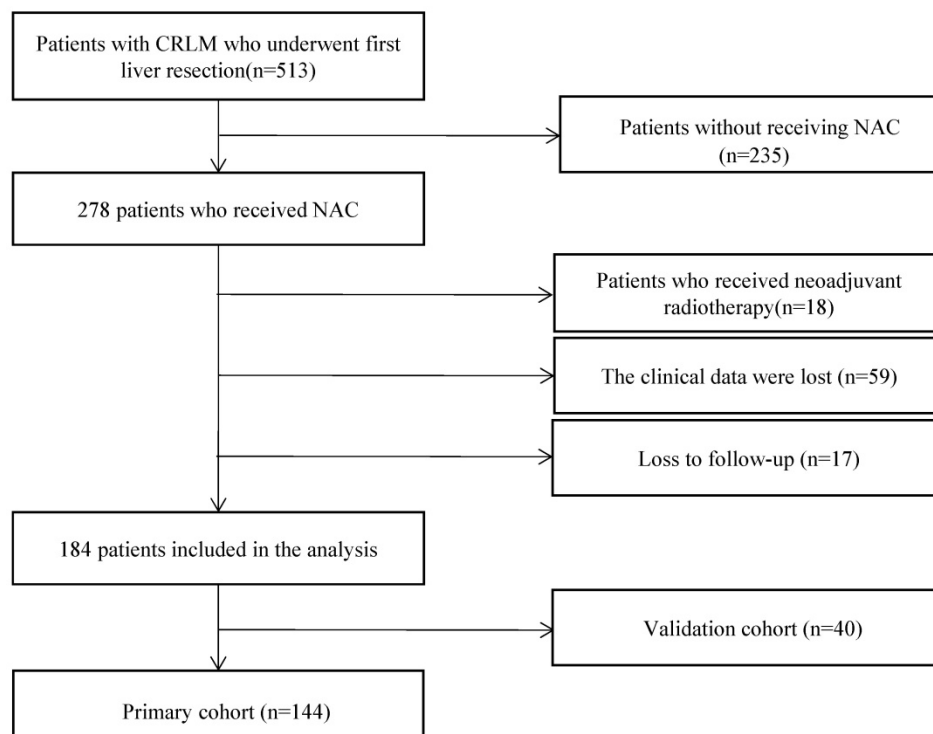 Patients with CRLM who underwent first
liver resection(n=513)
Patients without receiving NAC
(n=235)
278 patients who received NAC
Patients who received neoadjuvant
radiotherapy(n=18)
The clinical data were lost (n=59)
Loss to follow-up (n=17)
184 patients included in the analysis
Validation cohort (n=40)
Primary cohort (n=144)